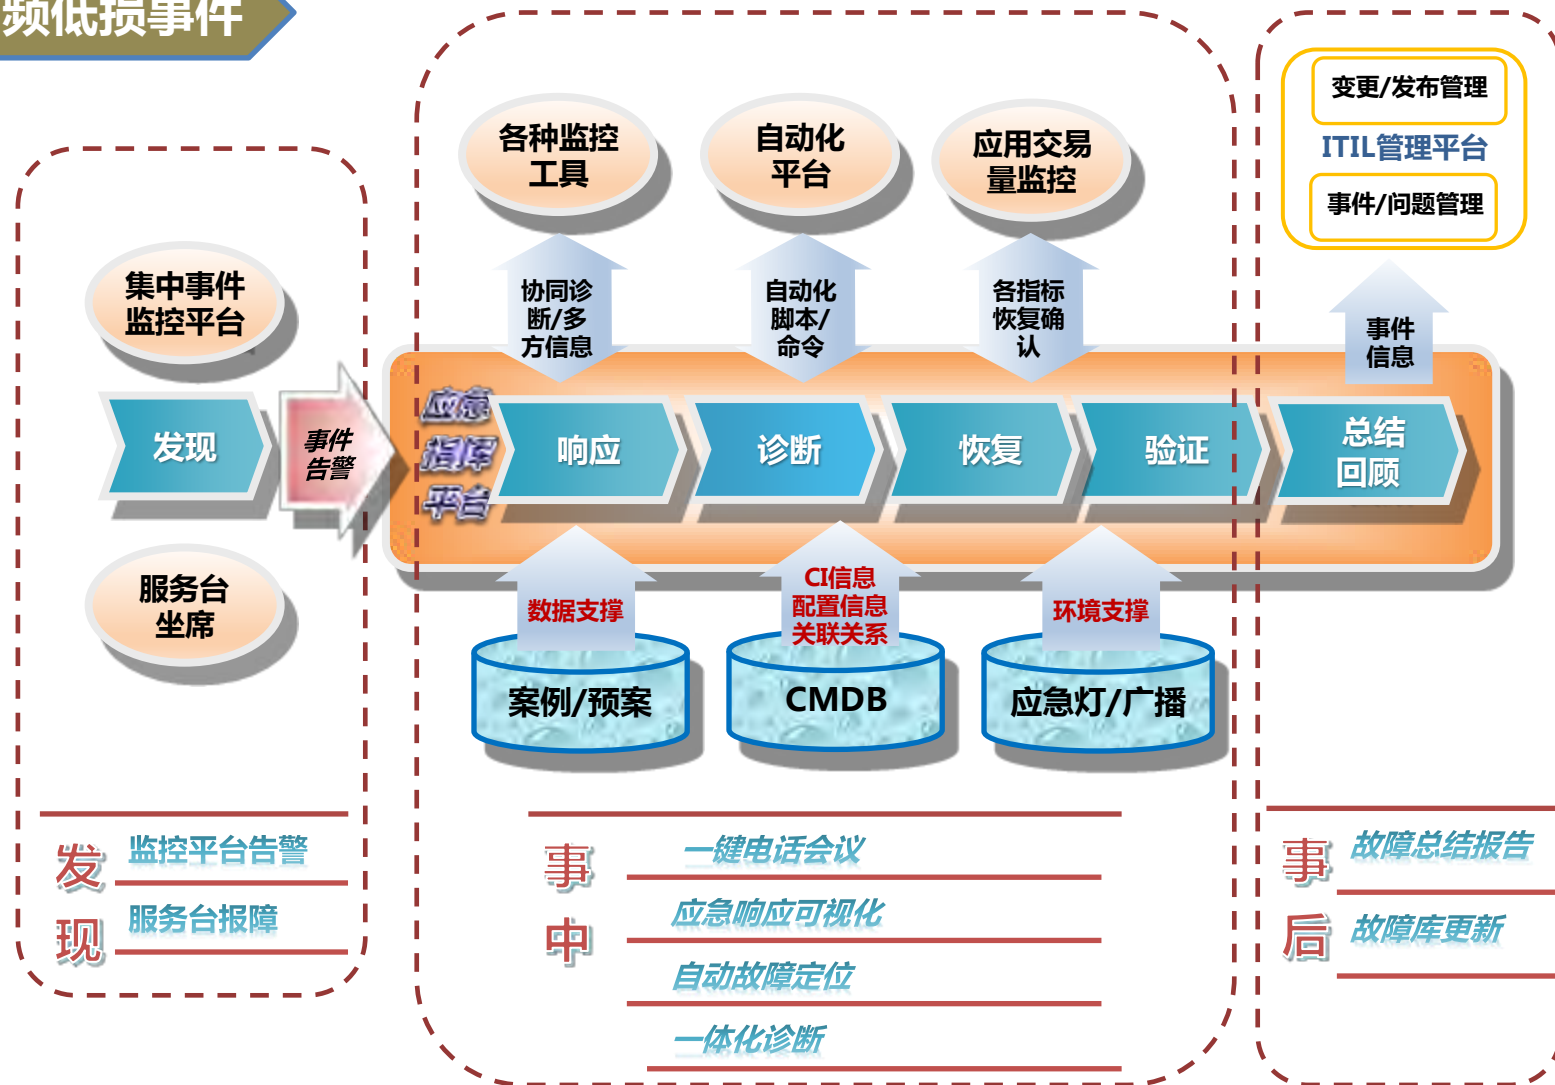 频低损事件
集中事件
监控平台
发现
服务台
坐席
事件
告警
各种监控
工具
自动化
平台
应用交易
量监控
协同诊
断/多
方信息
自动化
脚本/
命令
各指标
恢复确
认
应急
指挥
平台
响应
诊断
恢复
验证
总结
回顾
数据支撑
CI信息
配置信息
关联关系
环境支撑
案例/预案
CMDB
应急灯/广播
变更/发布管理
ITIL管理平台
事件/问题管理
事件
信息
发
现
监控平台告警
服务台报障
事
中
一键电话会议
应急响应可视化
自动故障定位
一体化诊断
事
后
故障总结报告
故障库更新